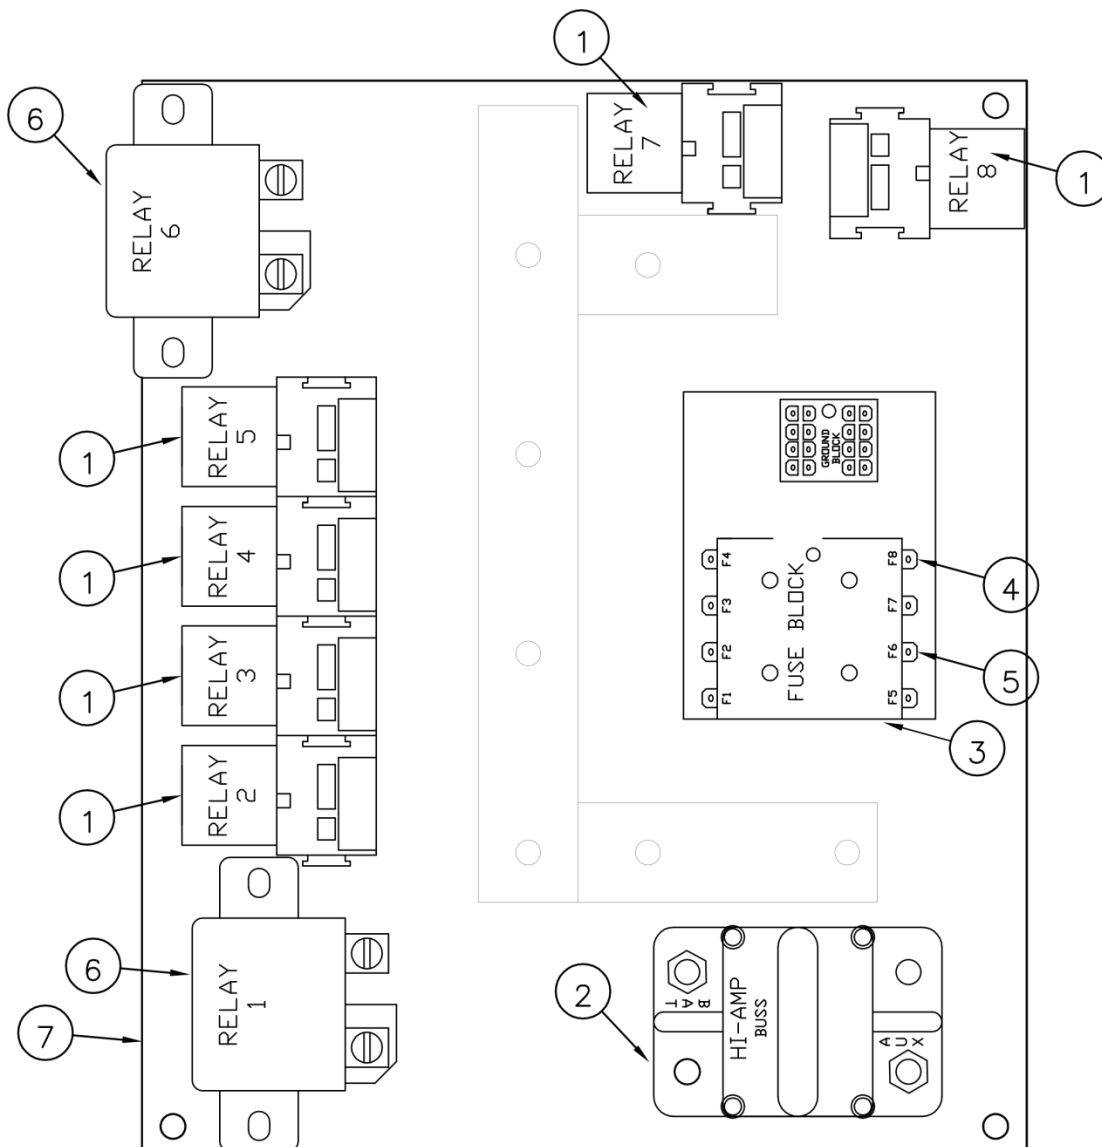 1
6
RELAY
7
RELAY
8
1
RELAY
6
1
RELAY
5
GROUND
BLOCK
1
RELAY
4
F4
F8
4
F3
F7
FUSE BLOCK
1
RELAY
3
F2
F6
5
F1
F5
3
1
RELAY
2
6
RELAY
1
7
2
BAT
HI-AMP
BUSS
AUX